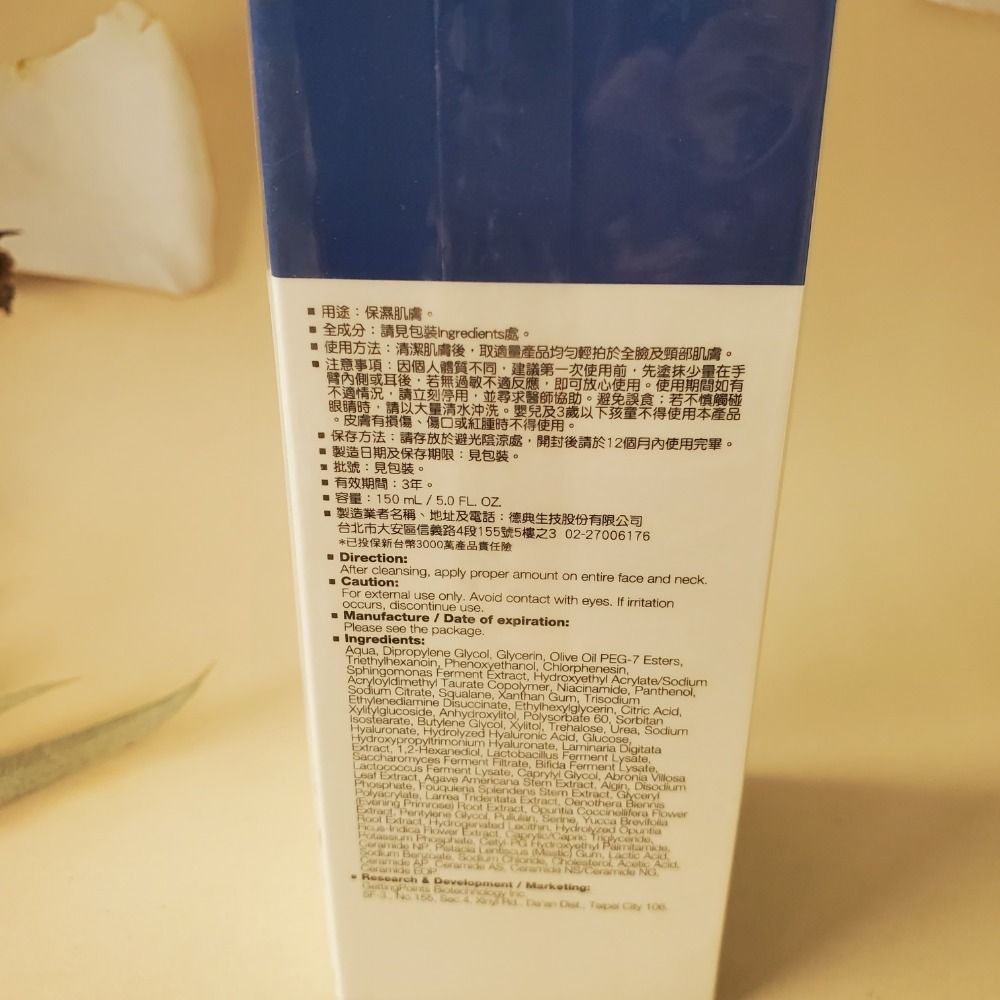 ▪ 用途：保濕肌膚。
▪ 全成分：請見包裝Ingredients處。
▪ 使用方法：清潔肌膚後，取適量產品均勻輕拍於全臉及頸部肌膚。
▪ 注意事項：因個人體質不同，建議第一次使用前，先塗抹少量在手
臂內側或耳後，若無過敏不適反應，即可放心使用。使用期間如有
不適情況，請立刻停用，並尋求醫師協助。避免誤食；若不慎觸碰
眼睛時，請以大量清水沖洗。嬰兒及3歲以下孩童不得使用本產品
。皮膚有損傷、傷口或紅腫時不得使用。
▪ 保存方法：請存放於避光陰涼處，開封後請於12個月內使用完畢。
▪ 製造日期及保存期限：見包裝。
▪ 批號：見包裝。
▪ 有效期間：3年。
▪ 容量：150 mL / 5.0 FL. OZ.
▪ 製造業者名稱、地址及電話：德典生技股份有限公司
台北市大安區信義路4段155號5樓之3 02-27006176
*已投保新台幣3000萬產品責任險
▪ Direction:
After cleansing, apply proper amount on entire face and neck.
▪ Caution:
For external use only. Avoid contact with eyes. If irritation
occurs, discontinue use.
▪ Manufacture / Date of expiration:
Please see the package.
▪ Ingredients:
Aqua, Dipropylene Glycol, Glycerin, Olive Oil PEG-7 Esters,
Triethylhexanoin, Phenoxyethanol, Chlorphenesin,
Sphingomonas Ferment Extract, Hydroxyethyl Acrylate/Sodium
Acryloyldimethyl Taurate Copolymer, Niacinamide, Panthenol,
Sodium Citrate, Squalane, Xanthan Gum, Trisodium
Ethylenediamine Disuccinate, Ethylhexylglycerin, Citric Acid,
Xylitylglucoside, Anhydroxylitol, Polysorbate 60, Sorbitan
Isostearate, Butylene Glycol, Xylitol, Trehalose, Urea, Sodium
Hyaluronate, Hydrolyzed Hyaluronic Acid, Glucose,
Hydroxypropyltrimonium Hyaluronate, Laminaria Digitata
Extract, 1,2-Hexanediol, Lactobacillus Ferment Lysate,
Saccharomyces Ferment Filtrate, Bifida Ferment Lysate,
Lactococcus Ferment Lysate, Caprylyl Glycol, Abronia Villosa
Leaf Extract, Agave Americana Stem Extract, Algin, Disodium
Phosphate, Fouquieria Splendens Stem Extract, Glyceryl
Polyacrylate, Larrea Tridentata Extract, Oenothera Biennis
(Evening Primrose) Root Extract, Opuntia Coccinellifera Flower
Extract, Pentylene Glycol, Pullulan, Serine, Yucca Brevifolia
Root Extract, Hydrogenated Lecithin, Hydrolyzed Opuntia
Ficus-Indica Flower Extract, Caprylic/Capric Triglyceride,
Potassium Phosphate, Cetyl-PG Hydroxyethyl Palmitamide,
Ceramide NP, Pistacia Lentiscus (Mastic) Gum, Lactic Acid,
Sodium Benzoate, Sodium Chloride, Cholesterol, Acetic Acid,
Ceramide AP, Ceramide AS, Ceramide NS/Ceramide NG,
Ceramide EOP
▪ Research & Development / Marketing:
GettingPoints Biotechnology Inc.
5F-3., No.155, Sec.4, Xinyi Rd., Da'an Dist., Taipei City 106.